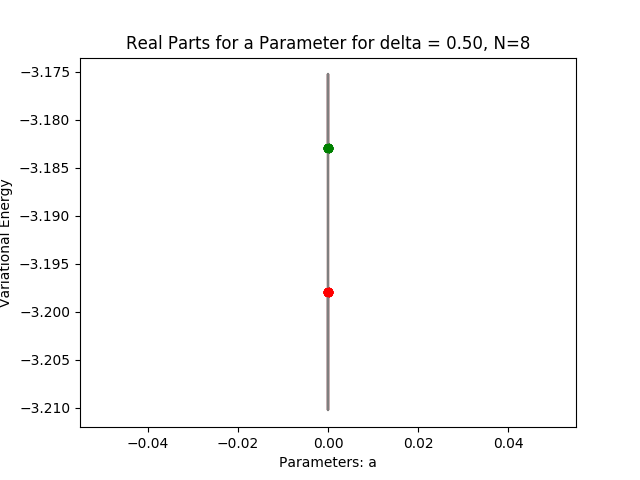 Real Parts for a Parameter for delta = 0.50, N=8
Variational Energy
−3.175
−3.180
−3.185
−3.190
−3.195
−3.200
−3.205
−3.210
−0.04 −0.02 0.00 0.02 0.04
Parameters: a